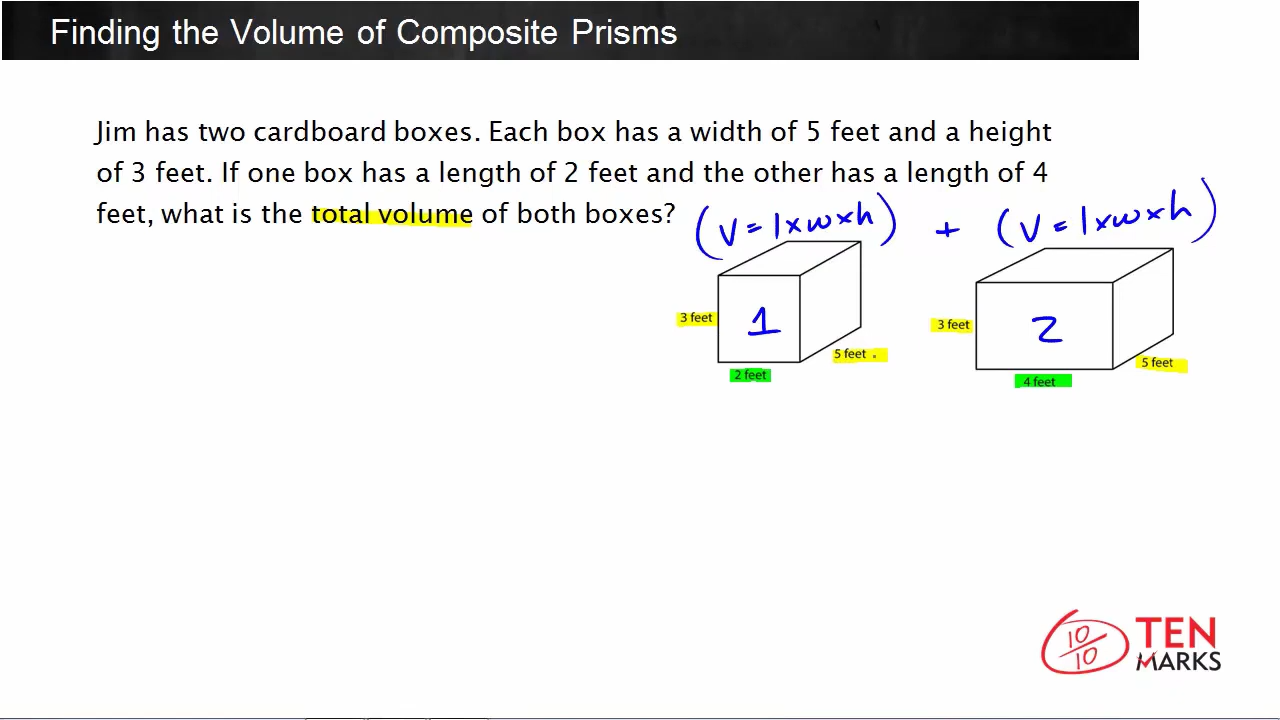 Finding the Volume of Composite Prisms
Jim has two cardboard boxes. Each box has a width of 5 feet and a height
of 3 feet. If one box has a length of 2 feet and the other has a length of 4
feet, what is the total volume of both boxes?
(V = l x w x h) + (V = l x w x h)
3 feet
1
5 feet
2 feet
3 feet
2
5 feet
4 feet
10/10
TEN
MARKS